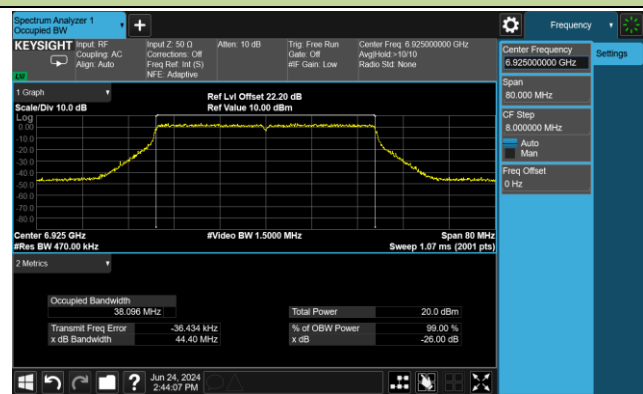 Spectrum Analyzer 1
Occupied BW
Frequency
KEYSIGHT
Input: RF
Coupling: AC
Align: Auto
Input Z: 50 Ω
Corrections: Off
Freq Ref: Int (S)
NFE: Adaptive
Atten: 10 dB
Trig: Free Run
Gate: Off
#IF Gain: Low
Center Freq: 6.925000000 GHz
Avg|Hold:>10/10
Radio Std: None
Center Frequency
6.925000000 GHz
Settings
Span
80.000 MHz
CF Step
8.000000 MHz
Auto
Man
Freq Offset
0 Hz
1 Graph
Scale/Div 10.0 dB
Ref Lvl Offset 22.20 dB
Ref Value 10.00 dBm
Log
0.00
-10.0
-20.0
-30.0
-40.0
-50.0
-60.0
-70.0
-80.0
Center 6.925 GHz
#Res BW 470.00 kHz
#Video BW 1.5000 MHz
Span 80 MHz
Sweep 1.07 ms (2001 pts)
2 Metrics
Occupied Bandwidth
38.096 MHz
Total Power 20.0 dBm
Transmit Freq Error -36.434 kHz
% of OBW Power 99.00 %
x dB Bandwidth 44.40 MHz
x dB -26.00 dB
?
Jun 24, 2024
2:44:07 PM